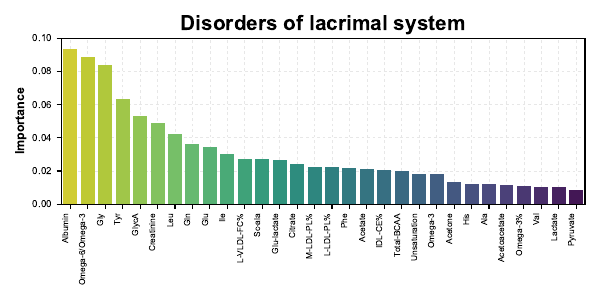 Disorders of lacrimal system
Importance
0.10
0.08
0.06
0.04
0.02
0.00
Albumin
Omega-6/Omega-3
Gly
Tyr
GlycA
Creatinine
Leu
Gln
Glu
Ile
L-VLDL-FC%
S-cela
Glu-lactate
Citrate
M-LDL-PL%
L-LDL-PL%
Phe
Acetate
IDL-CE%
Total-BCAA
Unsaturation
Omega-3
Acetone
His
Ala
Acetoacetate
Omega-3%
Val
Lactate
Pyruvate